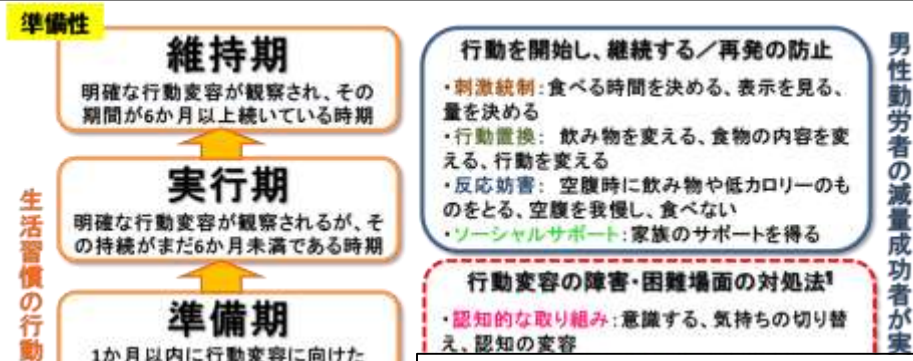 準備性
維持期
明確な行動変容が観察され、その
期間が6か月以上続いている時期
実行期
明確な行動変容が観察されるが、そ
の持続がまだ6か月未満である時期
準備期
1か月以内に行動変容に向けた
生活習慣の行動
行動を開始し、継続する／再発の防止
・刺激統制：食べる時間を決める、表示を見る、
量を決める
・行動置換： 飲み物を変える、食物の内容を変
える、行動を変える
・反応妨害： 空腹時に飲み物や低カロリーのも
のをとる、空腹を我慢し、食べない
・ソーシャルサポート：家族のサポートを得る
行動変容の障害・困難場面の対処法¶
・認知的な取り組み：意識する、気持ちの切り替
え、認知の変容
男性勤労者の減量成功者が実